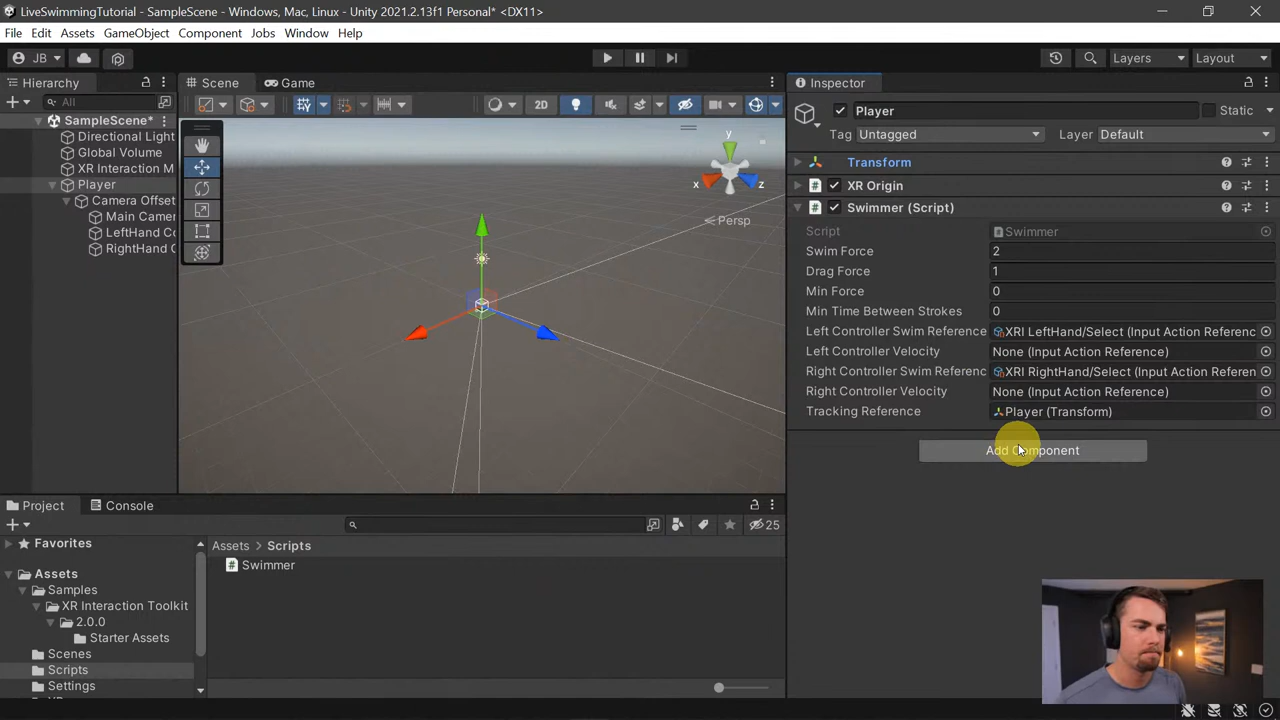 LiveSwimmingTutorial - SampleScene - Windows, Mac, Linux - Unity 2021.2.13f1 Personal* <DX11>
File Edit Assets GameObject Component Jobs Window Help
JB
Layers
Layout
Hierarchy
All
SampleScene*
Directional Light
Global Volume
XR Interaction M
Player
Camera Offset
Main Came
LeftHand Co
RightHand C
Scene
Game
2D
y
x
z
Persp
Inspector
Player
Static
Tag Untagged
Layer Default
Transform
XR Origin
Swimmer (Script)
Script Swimmer
Swim Force 2
Drag Force 1
Min Force 0
Min Time Between Strokes 0
Left Controller Swim Reference XRI LeftHand/Select (Input Action Referenc
Left Controller Velocity None (Input Action Reference)
Right Controller Swim Referenc XRI RightHand/Select (Input Action Referen
Right Controller Velocity None (Input Action Reference)
Tracking Reference Player (Transform)
Add Component
Project
Console
25
Favorites
Assets
Samples
XR Interaction Toolkit
2.0.0
Starter Assets
Scenes
Scripts
Settings
Assets > Scripts
Swimmer